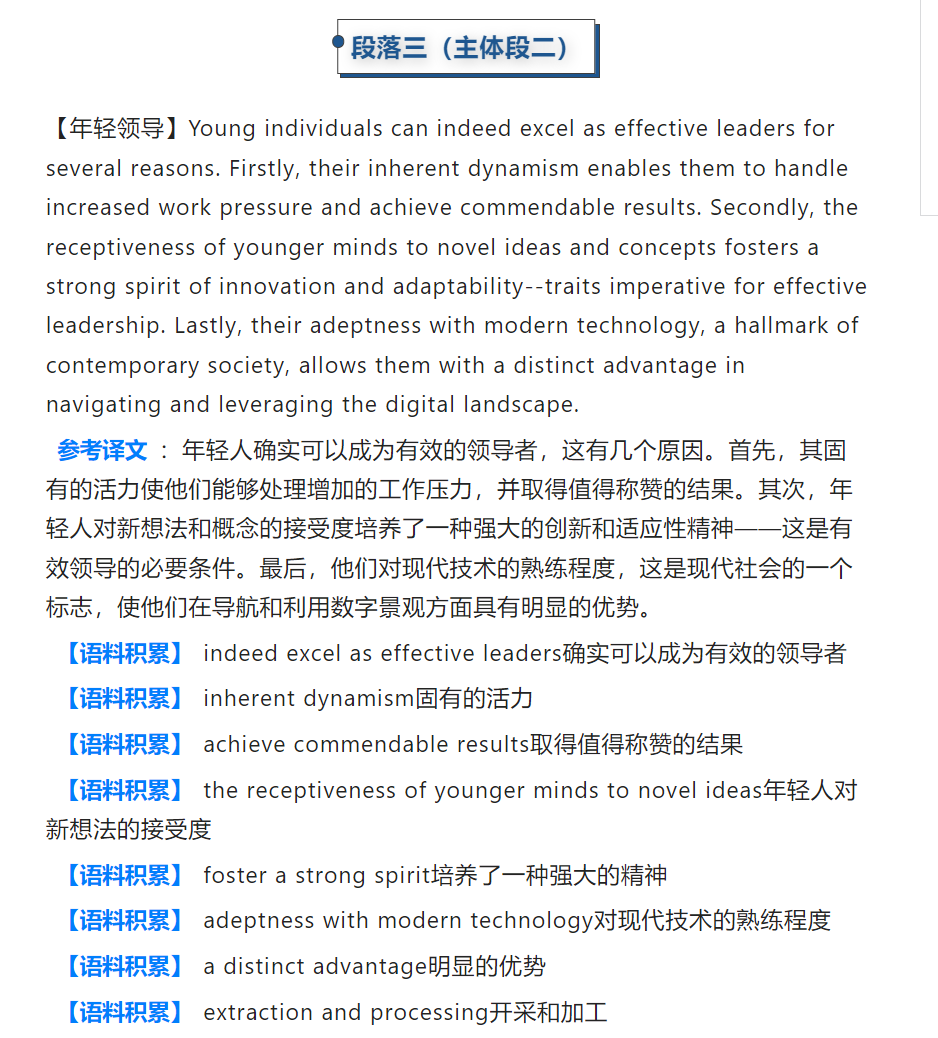 段落三（主体段二）
【年轻领导】Young individuals can indeed excel as effective leaders for
several reasons. Firstly, their inherent dynamism enables them to handle
increased work pressure and achieve commendable results. Secondly, the
receptiveness of younger minds to novel ideas and concepts fosters a
strong spirit of innovation and adaptability--traits imperative for effective
leadership. Lastly, their adeptness with modern technology, a hallmark of
contemporary society, allows them with a distinct advantage in
navigating and leveraging the digital landscape.
参考译文 ：年轻人确实可以成为有效的领导者，这有几个原因。首先，其固
有的活力使他们能够处理增加的工作压力，并取得值得称赞的结果。其次，年
轻人对新想法和概念的接受度培养了一种强大的创新和适应性精神——这是有
效领导的必要条件。最后，他们对现代技术的熟练程度，这是现代社会的一个
标志，使他们在导航和利用数字景观方面具有明显的优势。
【语料积累】 indeed excel as effective leaders确实可以成为有效的领导者
【语料积累】 inherent dynamism固有的活力
【语料积累】 achieve commendable results取得值得称赞的结果
【语料积累】 the receptiveness of younger minds to novel ideas年轻人对
新想法的接受度
【语料积累】 foster a strong spirit培养了一种强大的精神
【语料积累】 adeptness with modern technology对现代技术的熟练程度
【语料积累】 a distinct advantage明显的优势
【语料积累】 extraction and processing开采和加工